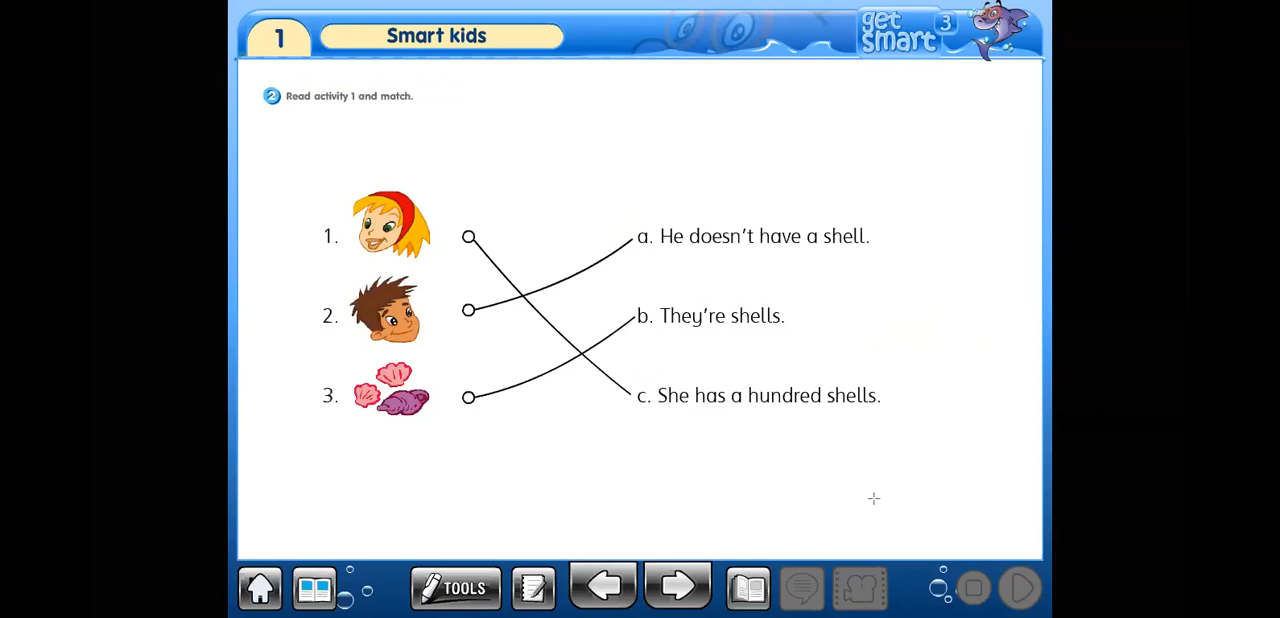 1
Smart kids
get
smart
3
2 Read activity 1 and match.
1.
a. He doesn't have a shell.
2.
b. They're shells.
3.
c. She has a hundred shells.
TOOLS